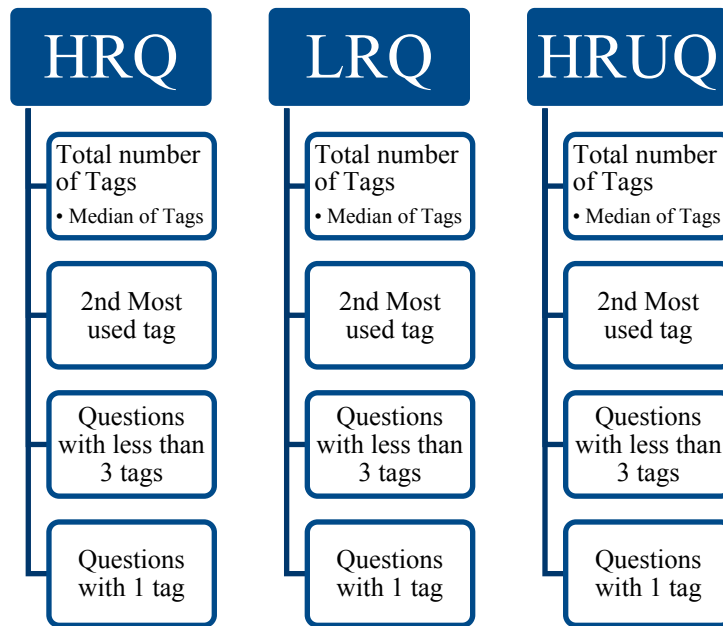 HRQ
Total number
of Tags
• Median of Tags
2nd Most
used tag
Questions
with less than
3 tags
Questions
with 1 tag
LRQ
Total number
of Tags
• Median of Tags
2nd Most
used tag
Questions
with less than
3 tags
Questions
with 1 tag
HRUQ
Total number
of Tags
• Median of Tags
2nd Most
used tag
Questions
with less than
3 tags
Questions
with 1 tag